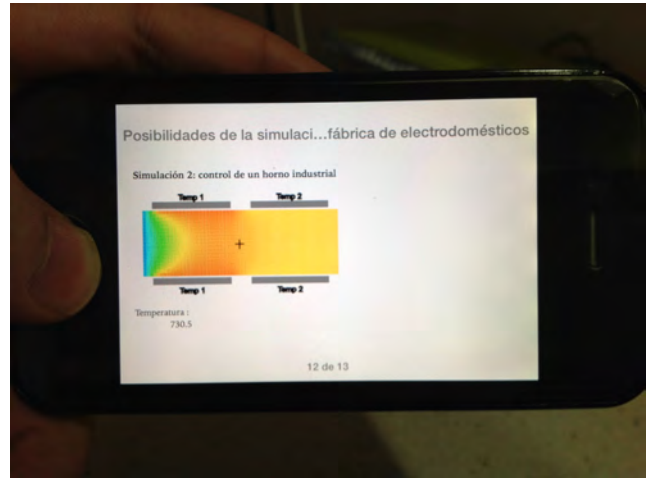 Posibilidades de la simulaci...fábrica de electrodomésticos
Simulación 2: control de un horno industrial
Temp 1 Temp 2
Temp 1 Temp 2
Temperatura :
730.5
12 de 13